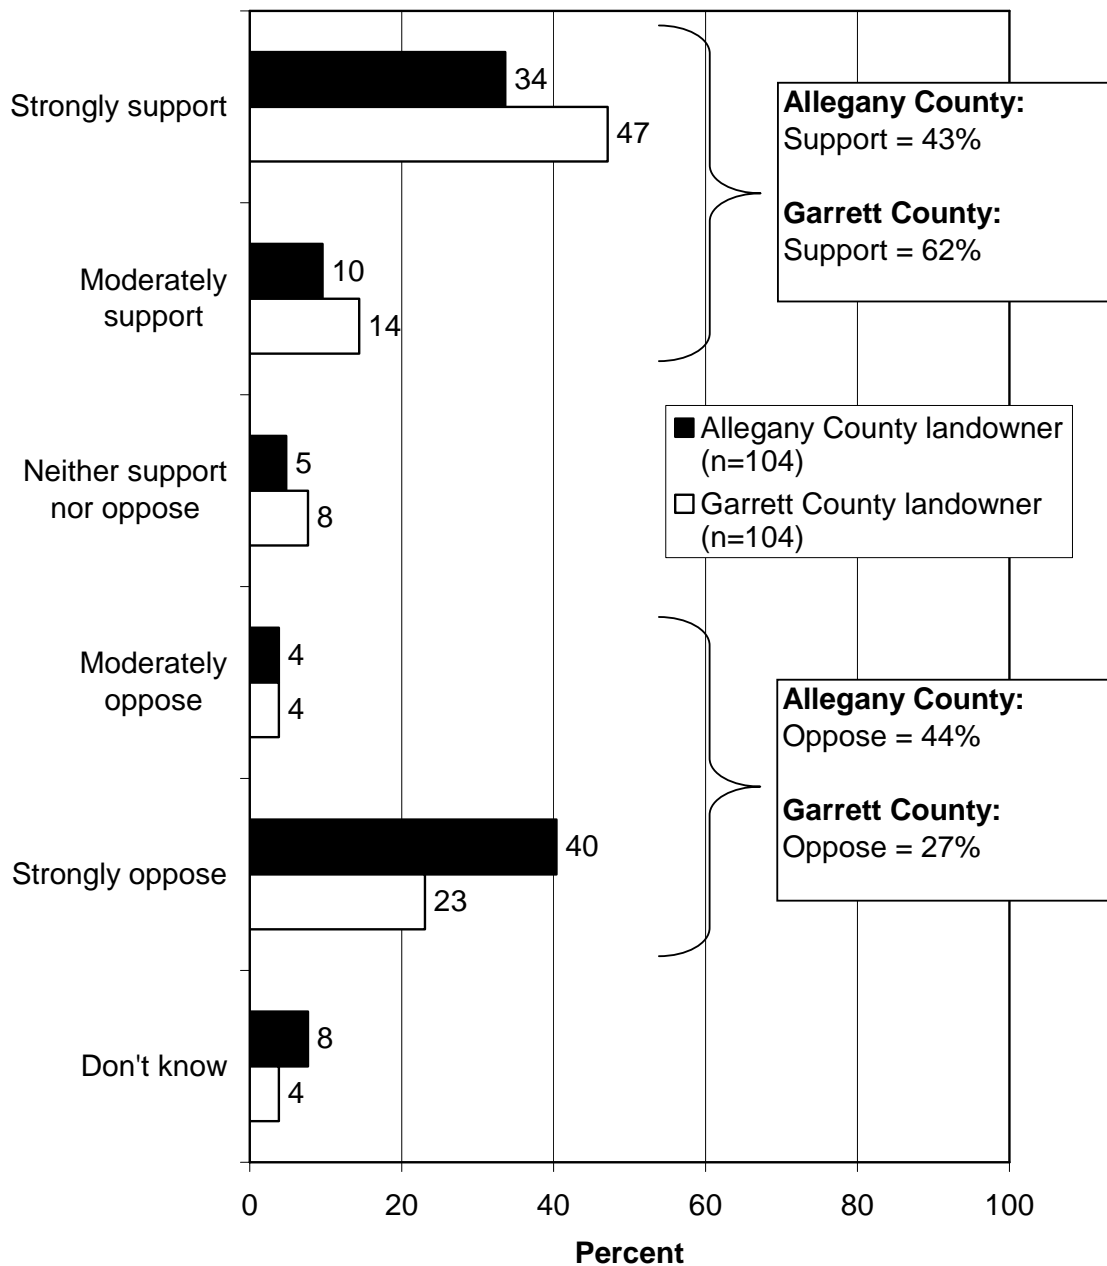 Strongly support
34
47
Allegany County:
Support = 43%
Garrett County:
Support = 62%
Moderately
support
10
14
Allegany County landowner
(n=104)
Garrett County landowner
(n=104)
Neither support
nor oppose
5
8
Moderately
oppose
4
4
Allegany County:
Oppose = 44%
Garrett County:
Oppose = 27%
Strongly oppose
40
23
Don't know
8
4
0 20 40 60 80 100
Percent